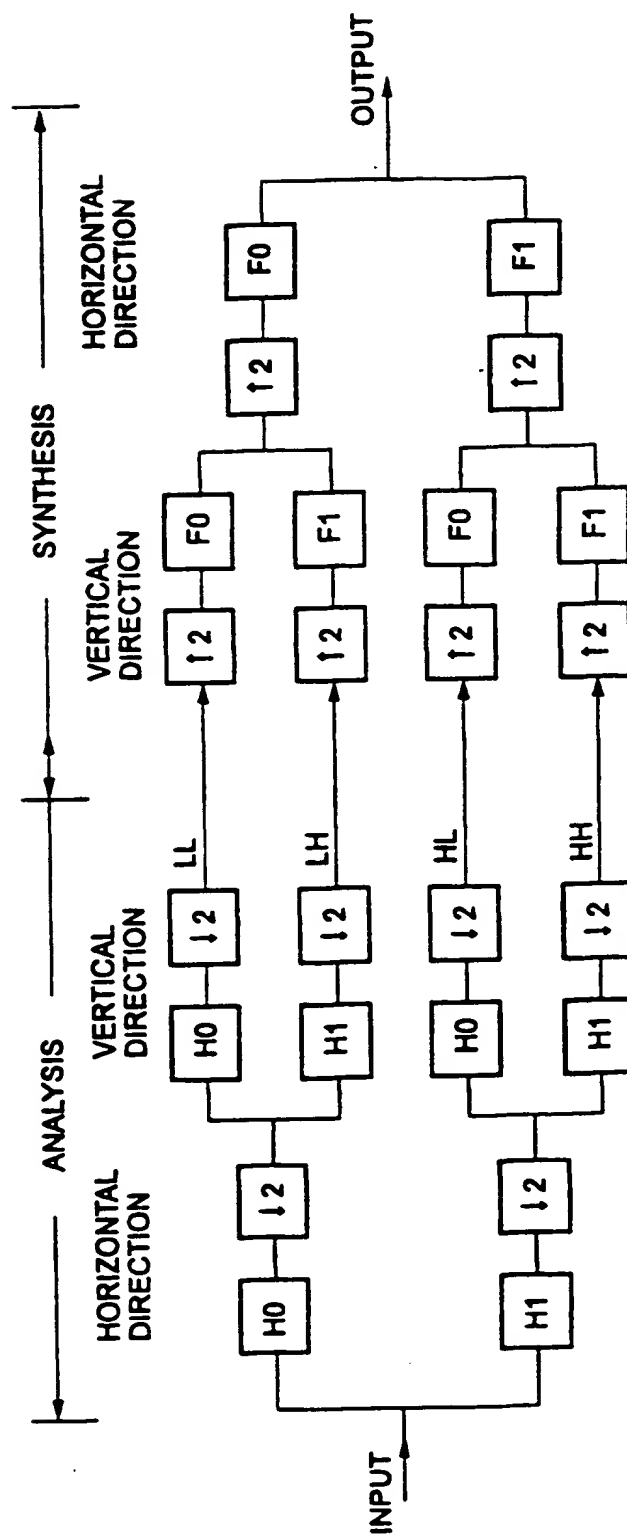 ANALYSIS
SYNTHESIS
HORIZONTAL
DIRECTION
VERTICAL
DIRECTION
VERTICAL
DIRECTION
HORIZONTAL
DIRECTION
INPUT
H0
↓2
H0
↓2
LL
↑2
F0
↑2
F0
H1
↓2
LH
↑2
F1
OUTPUT
H1
↓2
H0
↓2
HL
↑2
F0
↑2
F1
H1
↓2
HH
↑2
F1